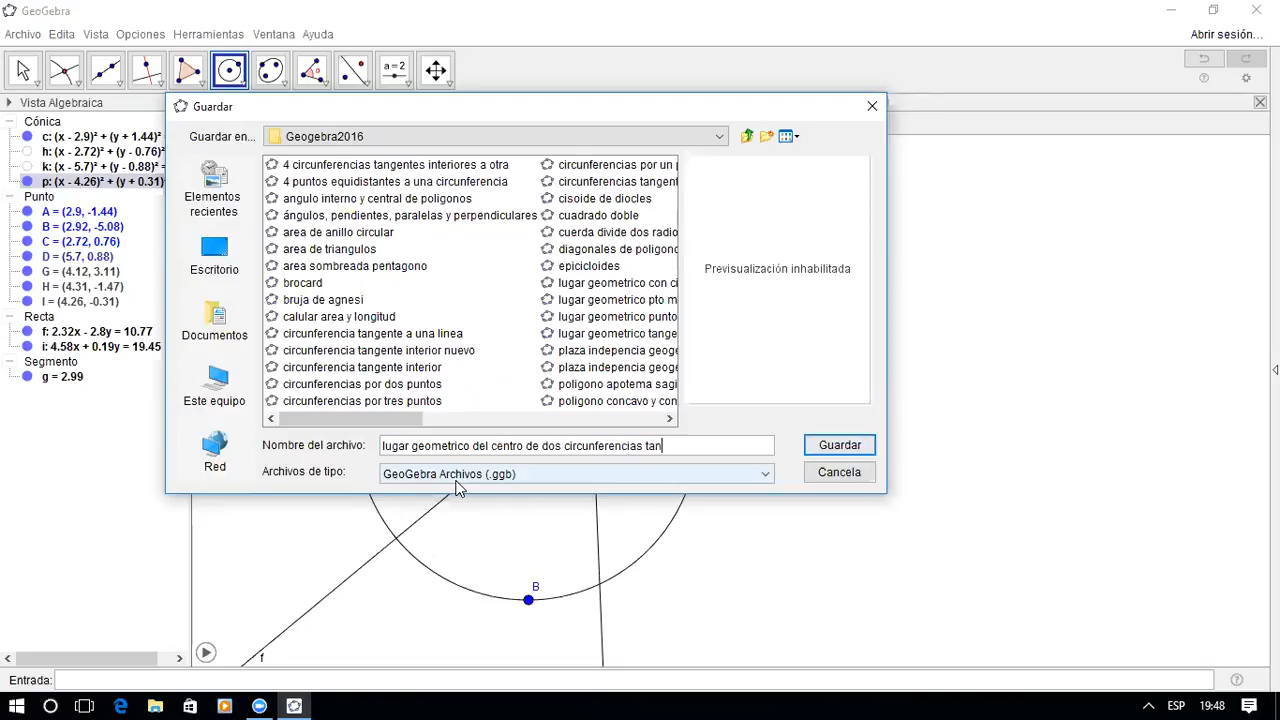 GeoGebra
Archivo Edita Vista Opciones Herramientas Ventana Ayuda
Abrir sesión...
a = 2
Vista Algebraica
Cónica
c: (x - 2.9)² + (y + 1.44)² =
h: (x - 2.72)² + (y - 0.76)²
k: (x - 5.7)² + (y - 0.88)² =
p: (x - 4.26)² + (y + 0.31)²
Punto
A = (2.9, -1.44)
B = (2.92, -5.08)
C = (2.72, 0.76)
D = (5.7, 0.88)
G = (4.12, 3.11)
H = (4.31, -1.47)
I = (4.26, -0.31)
Recta
f: 2.32x - 2.8y = 10.77
i: 4.58x + 0.19y = 19.45
Segmento
g = 2.99
Guardar
Guardar en...
Geogebra2016
Elementos
recientes
Escritorio
Documentos
Este equipo
Red
4 circunferencias tangentes interiores a otra
4 puntos equidistantes a una circunferencia
angulo interno y central de poligonos
ángulos, pendientes, paralelas y perpendiculares
area de anillo circular
area de triangulos
area sombreada pentagono
brocard
bruja de agnesi
calular area y longitud
circunferencia tangente a una linea
circunferencia tangente interior nuevo
circunferencia tangente interior
circunferencias por dos puntos
circunferencias por tres puntos
circunferencias por un
circunferencias tangent
cisoide de diocles
cuadrado doble
cuerda divide dos radio
diagonales de poligono
epicicloides
lugar geometrico con ci
lugar geometrico pto m
lugar geometrico punto
lugar geometrico tange
plaza indepencia geoge
plaza indepencia geoge
poligono apotema sagi
poligono concavo y con
Previsualización inhabilitada
Nombre del archivo:
lugar geometrico del centro de dos circunferencias tan
Guardar
Archivos de tipo:
GeoGebra Archivos (.ggb)
Cancela
B
f
Entrada:
ESP
19:48